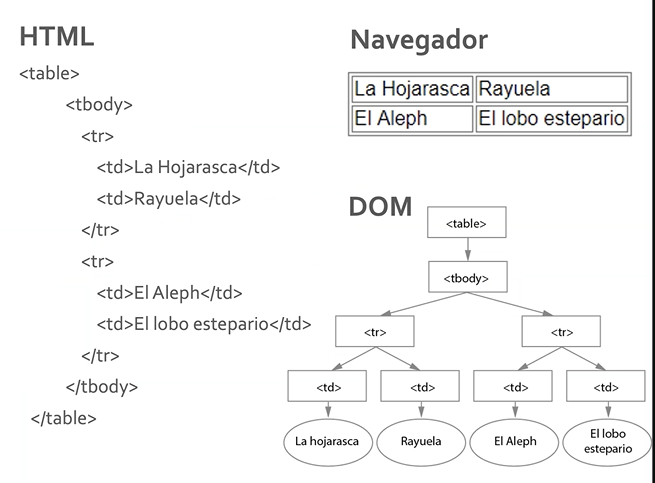 HTML
<table>
<tbody>
<tr>
<td>La Hojarasca</td>
<td>Rayuela</td>
</tr>
<tr>
<td>El Aleph</td>
<td>El lobo estepario</td>
</tr>
</tbody>
</table>
Navegador
La Hojarasca Rayuela
El Aleph El lobo estepario
DOM
<table>
<tbody>
<tr> <tr>
<td> <td> <td> <td>
La hojarasca Rayuela El Aleph El lobo
estepario